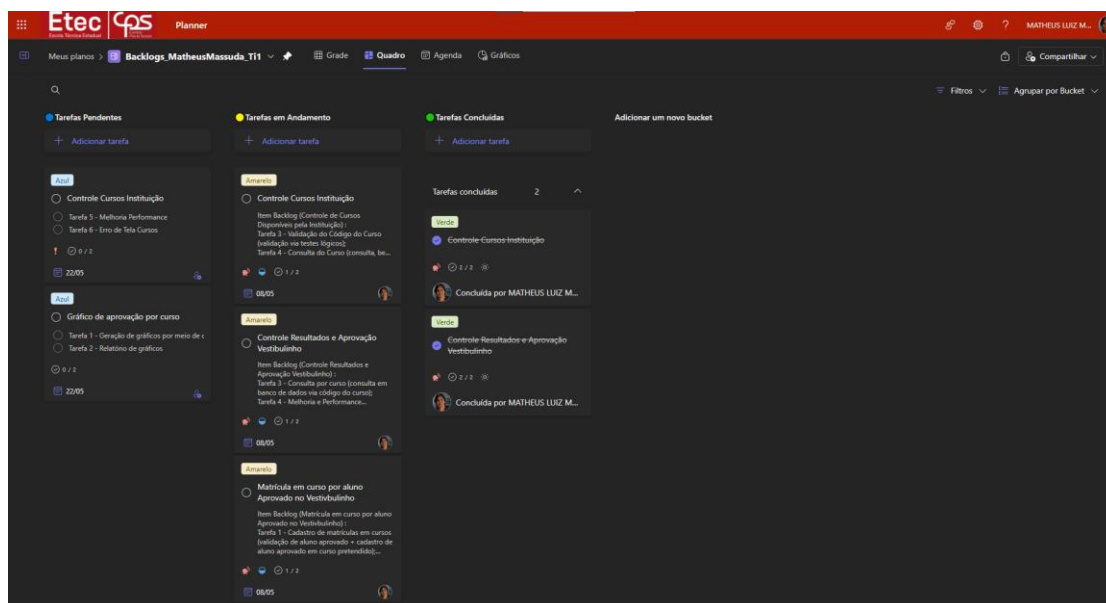 Etec
Escola Técnica Estadual
CPS
Planner
MATHEUS LUIZ M...
Meus planos > Backlogs_MatheusMassuda_Ti1
Grade
Quadro
Agenda
Gráficos
Compartilhar
Filtros
Agrupar por Bucket
Tarefas Pendentes
Adicionar tarefa
Azul
Controle Cursos Instituição
Tarefa 5 - Melhoria Performance
Tarefa 6 - Erro de Tela Cursos
0 / 2
22/05
Azul
Gráfico de aprovação por curso
Tarefa 1 - Geração de gráficos por meio de c
Tarefa 2 - Relatório de gráficos
0 / 2
22/05
Tarefas em Andamento
Adicionar tarefa
Amarelo
Controle Cursos Instituição
Item Backlog (Controle de Cursos
Disponíveis pela Instituição) :
Tarefa 3 - Validação do Código do Curso
(validação via testes lógicos);
Tarefa 4 - Consulta do Curso (consulta, be...
1 / 2
08/05
Amarelo
Controle Resultados e Aprovação
Vestibulinho
Item Backlog (Controle Resultados e
Aprovação Vestibulinho) :
Tarefa 3 - Consulta por curso (consulta em
banco de dados via código do curso);
Tarefa 4 - Melhoria e Performance...
1 / 2
08/05
Amarelo
Matrícula em curso por aluno
Aprovado no Vestivbulinho
Item Backlog (Matrícula em curso por aluno
Aprovado no Vestivbulinho) :
Tarefa 1 - Cadastro de matrículas em cursos
(validação de aluno aprovado + cadastro de
aluno aprovado em curso pretendido);...
1 / 2
08/05
Tarefas Concluídas
Adicionar tarefa
Tarefas concluídas 2
Verde
Controle Cursos Instituição
2 / 2
Concluída por MATHEUS LUIZ M...
Verde
Controle Resultados e Aprovação
Vestibulinho
2 / 2
Concluída por MATHEUS LUIZ M...
Adicionar um novo bucket